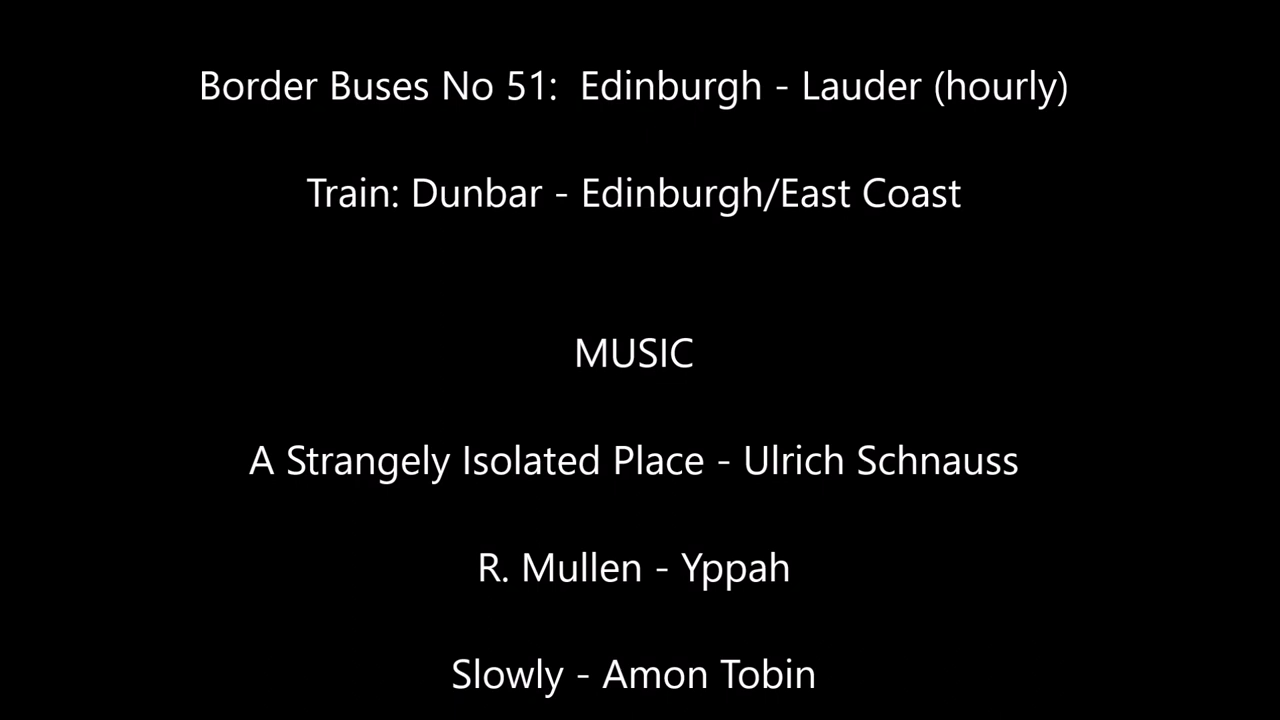 Border Buses No 51:  Edinburgh - Lauder (hourly)
Train: Dunbar - Edinburgh/East Coast
MUSIC
A Strangely Isolated Place - Ulrich Schnauss
R. Mullen - Yppah
Slowly - Amon Tobin